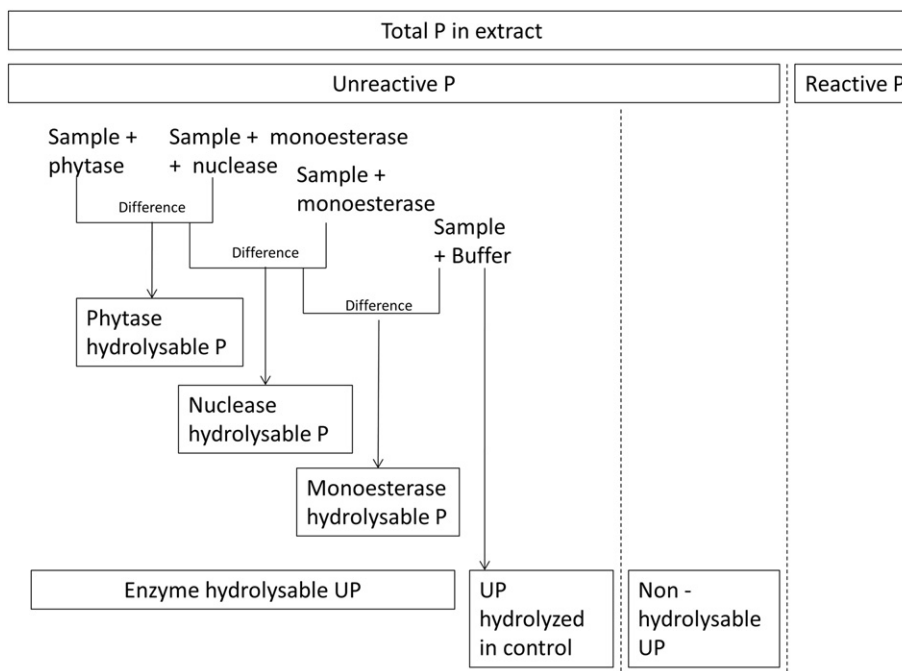 Total P in extract
Unreactive P
Reactive P
Sample +
phytase
Sample + monoesterase
+ nuclease
Sample +
monoesterase
Sample
+ Buffer
Difference
Difference
Difference
Phytase
hydrolysable P
Nuclease
hydrolysable P
Monoesterase
hydrolysable P
Enzyme hydrolysable UP
UP
hydrolyzed
in control
Non -
hydrolysable
UP